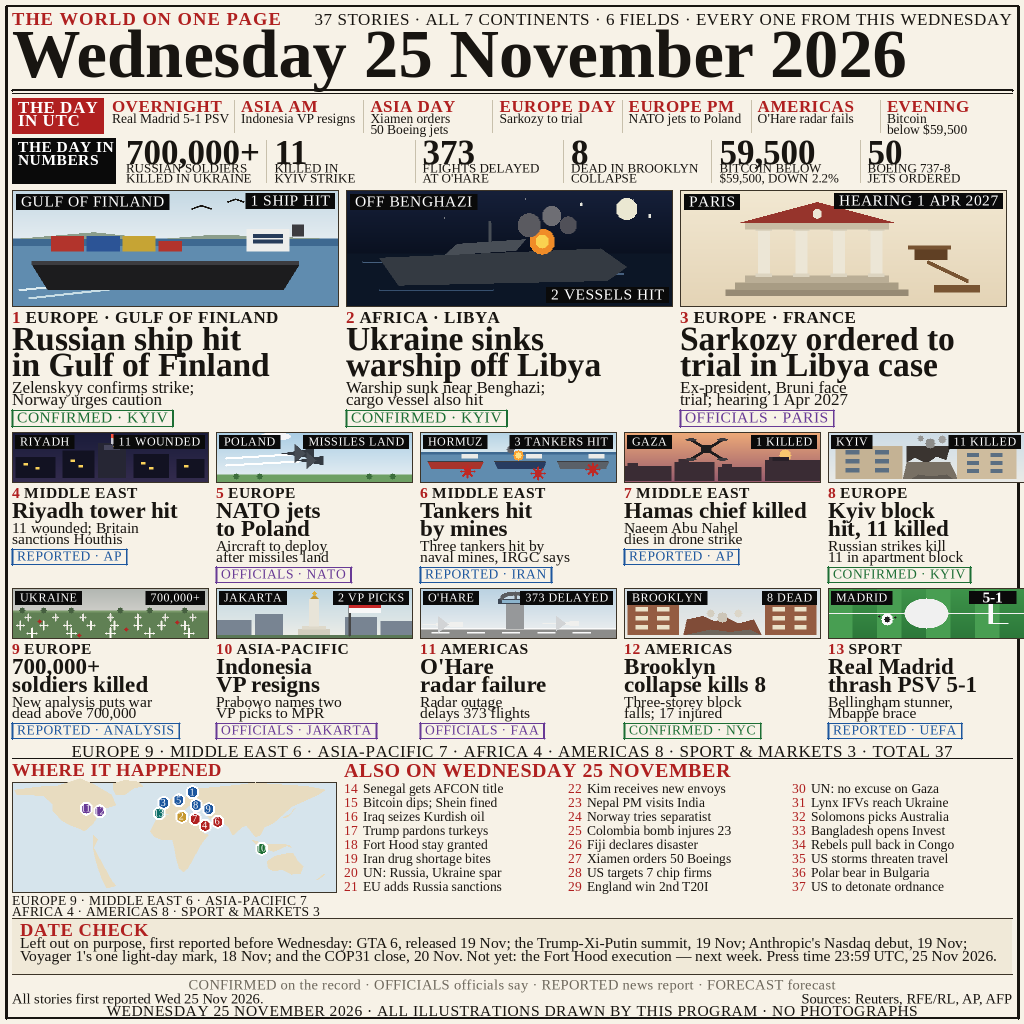 THE WORLD ON ONE PAGE
37 STORIES · ALL 7 CONTINENTS · 6 FIELDS · EVERY ONE FROM THIS WEDNESDAY
Wednesday 25 November 2026
THE DAY
IN UTC
OVERNIGHT
Real Madrid 5-1 PSV
ASIA AM
Indonesia VP resigns
ASIA DAY
Xiamen orders
50 Boeing jets
EUROPE DAY
Sarkozy to trial
EUROPE PM
NATO jets to Poland
AMERICAS
O'Hare radar fails
EVENING
Bitcoin
below $59,500
THE DAY IN
NUMBERS
700,000+
RUSSIAN SOLDIERS
KILLED IN UKRAINE
11
KILLED IN
KYIV STRIKE
373
FLIGHTS DELAYED
AT O'HARE
8
DEAD IN BROOKLYN
COLLAPSE
59,500
BITCOIN BELOW
$59,500, DOWN 2.2%
50
BOEING 737-8
JETS ORDERED
GULF OF FINLAND
1 SHIP HIT
OFF BENGHAZI
2 VESSELS HIT
PARIS
HEARING 1 APR 2027
1 EUROPE · GULF OF FINLAND
Russian ship hit
in Gulf of Finland
Zelenskyy confirms strike;
Norway urges caution
CONFIRMED · KYIV
2 AFRICA · LIBYA
Ukraine sinks
warship off Libya
Warship sunk near Benghazi;
cargo vessel also hit
CONFIRMED · KYIV
3 EUROPE · FRANCE
Sarkozy ordered to
trial in Libya case
Ex-president, Bruni face
trial; hearing 1 Apr 2027
OFFICIALS · PARIS
RIYADH
11 WOUNDED
POLAND
MISSILES LAND
HORMUZ
3 TANKERS HIT
GAZA
1 KILLED
KYIV
11 KILLED
4 MIDDLE EAST
Riyadh tower hit
11 wounded; Britain
sanctions Houthis
REPORTED · AP
5 EUROPE
NATO jets
to Poland
Aircraft to deploy
after missiles land
OFFICIALS · NATO
6 MIDDLE EAST
Tankers hit
by mines
Three tankers hit by
naval mines, IRGC says
REPORTED · IRAN
7 MIDDLE EAST
Hamas chief killed
Naeem Abu Nahel
dies in drone strike
REPORTED · AP
8 EUROPE
Kyiv block
hit, 11 killed
Russian strikes kill
11 in apartment block
CONFIRMED · KYIV
UKRAINE
700,000+
JAKARTA
2 VP PICKS
O'HARE
373 DELAYED
BROOKLYN
8 DEAD
MADRID
5-1
9 EUROPE
700,000+
soldiers killed
New analysis puts war
dead above 700,000
REPORTED · ANALYSIS
10 ASIA-PACIFIC
Indonesia
VP resigns
Prabowo names two
VP picks to MPR
OFFICIALS · JAKARTA
11 AMERICAS
O'Hare
radar failure
Radar outage
delays 373 flights
OFFICIALS · FAA
12 AMERICAS
Brooklyn
collapse kills 8
Three-storey block
falls; 17 injured
CONFIRMED · NYC
13 SPORT
Real Madrid
thrash PSV 5-1
Bellingham stunner,
Mbappe brace
REPORTED · UEFA
EUROPE 9 · MIDDLE EAST 6 · ASIA-PACIFIC 7 · AFRICA 4 · AMERICAS 8 · SPORT & MARKETS 3 · TOTAL 37
WHERE IT HAPPENED
1
3
5
8
9
13
2
7
4
6
11
12
10
EUROPE 9 · MIDDLE EAST 6 · ASIA-PACIFIC 7
AFRICA 4 · AMERICAS 8 · SPORT & MARKETS 3
ALSO ON WEDNESDAY 25 NOVEMBER
14 Senegal gets AFCON title
15 Bitcoin dips; Shein fined
16 Iraq seizes Kurdish oil
17 Trump pardons turkeys
18 Fort Hood stay granted
19 Iran drug shortage bites
20 UN: Russia, Ukraine spar
21 EU adds Russia sanctions
22 Kim receives new envoys
23 Nepal PM visits India
24 Norway tries separatist
25 Colombia bomb injures 23
26 Fiji declares disaster
27 Xiamen orders 50 Boeings
28 US targets 7 chip firms
29 England win 2nd T20I
30 UN: no excuse on Gaza
31 Lynx IFVs reach Ukraine
32 Solomons picks Australia
33 Bangladesh opens Invest
34 Rebels pull back in Congo
35 US storms threaten travel
36 Polar bear in Bulgaria
37 US to detonate ordnance
DATE CHECK
Left out on purpose, first reported before Wednesday: GTA 6, released 19 Nov; the Trump-Xi-Putin summit, 19 Nov; Anthropic's Nasdaq debut, 19 Nov;
Voyager 1's one light-day mark, 18 Nov; and the COP31 close, 20 Nov. Not yet: the Fort Hood execution — next week. Press time 23:59 UTC, 25 Nov 2026.
CONFIRMED on the record · OFFICIALS officials say · REPORTED news report · FORECAST forecast
All stories first reported Wed 25 Nov 2026.
Sources: Reuters, RFE/RL, AP, AFP
WEDNESDAY 25 NOVEMBER 2026 · ALL ILLUSTRATIONS DRAWN BY THIS PROGRAM · NO PHOTOGRAPHS